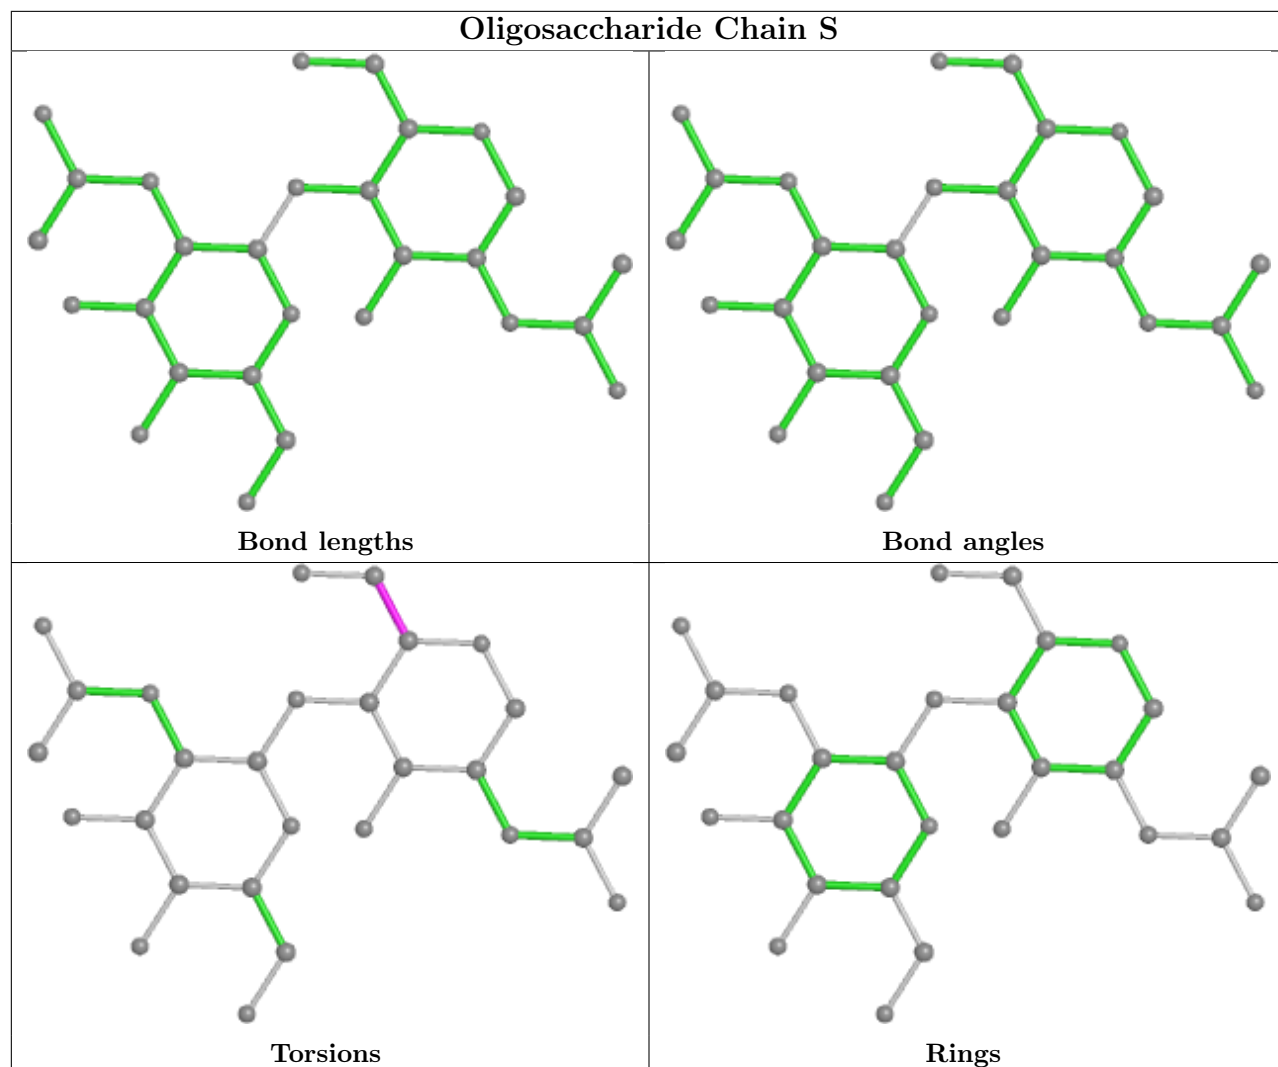 Oligosaccharide Chain S
Bond lengths
Bond angles
Torsions
Rings